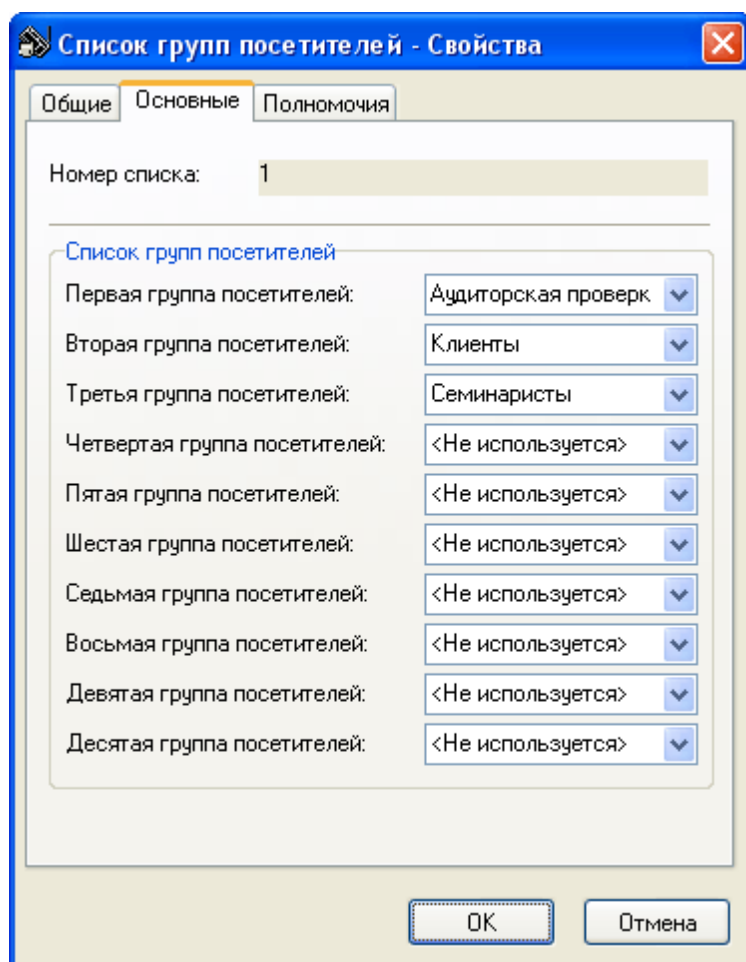 Список групп посетителей - Свойства
Общие Основные Полномочия
Номер списка: 1
Список групп посетителей
Первая группа посетителей: Аудиторская проверк
Вторая группа посетителей: Клиенты
Третья группа посетителей: Семинаристы
Четвертая группа посетителей: <Не используется>
Пятая группа посетителей: <Не используется>
Шестая группа посетителей: <Не используется>
Седьмая группа посетителей: <Не используется>
Восьмая группа посетителей: <Не используется>
Девятая группа посетителей: <Не используется>
Десятая группа посетителей: <Не используется>
OK Отмена